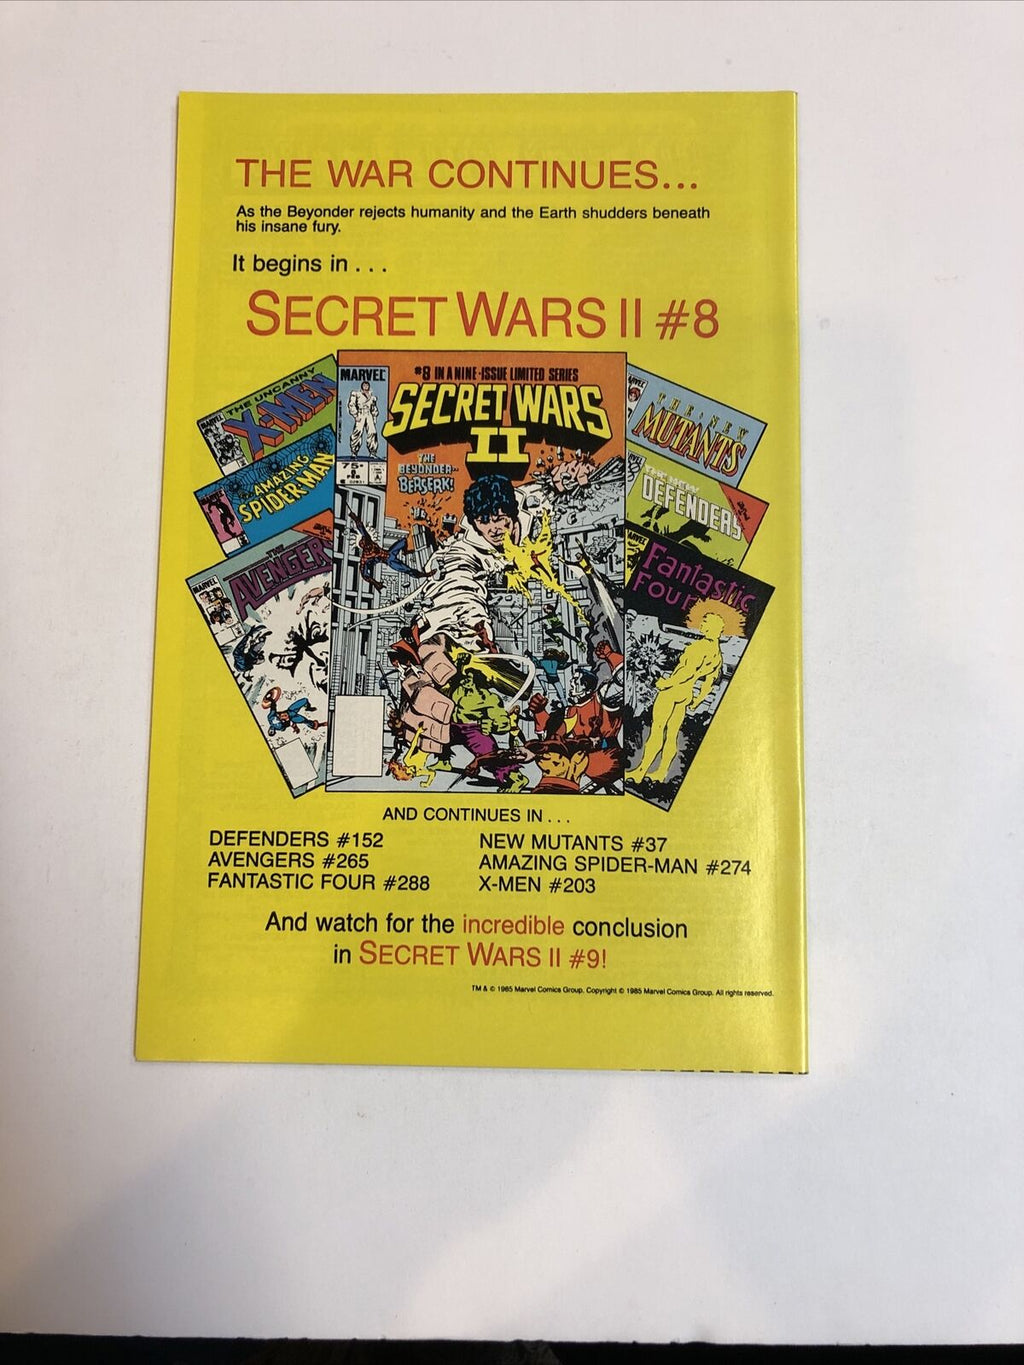 THE WAR CONTINUES...
As the Beyonder rejects humanity and the Earth shudders beneath
his insane fury.
It begins in . . .
SECRET WARS II #8
THE UNCANNY
X-MEN
MARVEL
THE AMAZING
SPIDER-MAN
MARVEL
THE
AVENGERS
MARVEL
#8 IN A NINE-ISSUE LIMITED SERIES
SECRET WARS
II
75¢
8
THE
BEYONDER--
BERSERK!
THE NEW
MUTANTS
THE NEW
DEFENDERS
Fantastic
Four
AND CONTINUES IN . . .
DEFENDERS #152
AVENGERS #265
FANTASTIC FOUR #288
NEW MUTANTS #37
AMAZING SPIDER-MAN #274
X-MEN #203
And watch for the incredible conclusion
in SECRET WARS II #9!
TM & © 1985 Marvel Comics Group. Copyright © 1985 Marvel Comics Group. All rights reserved.